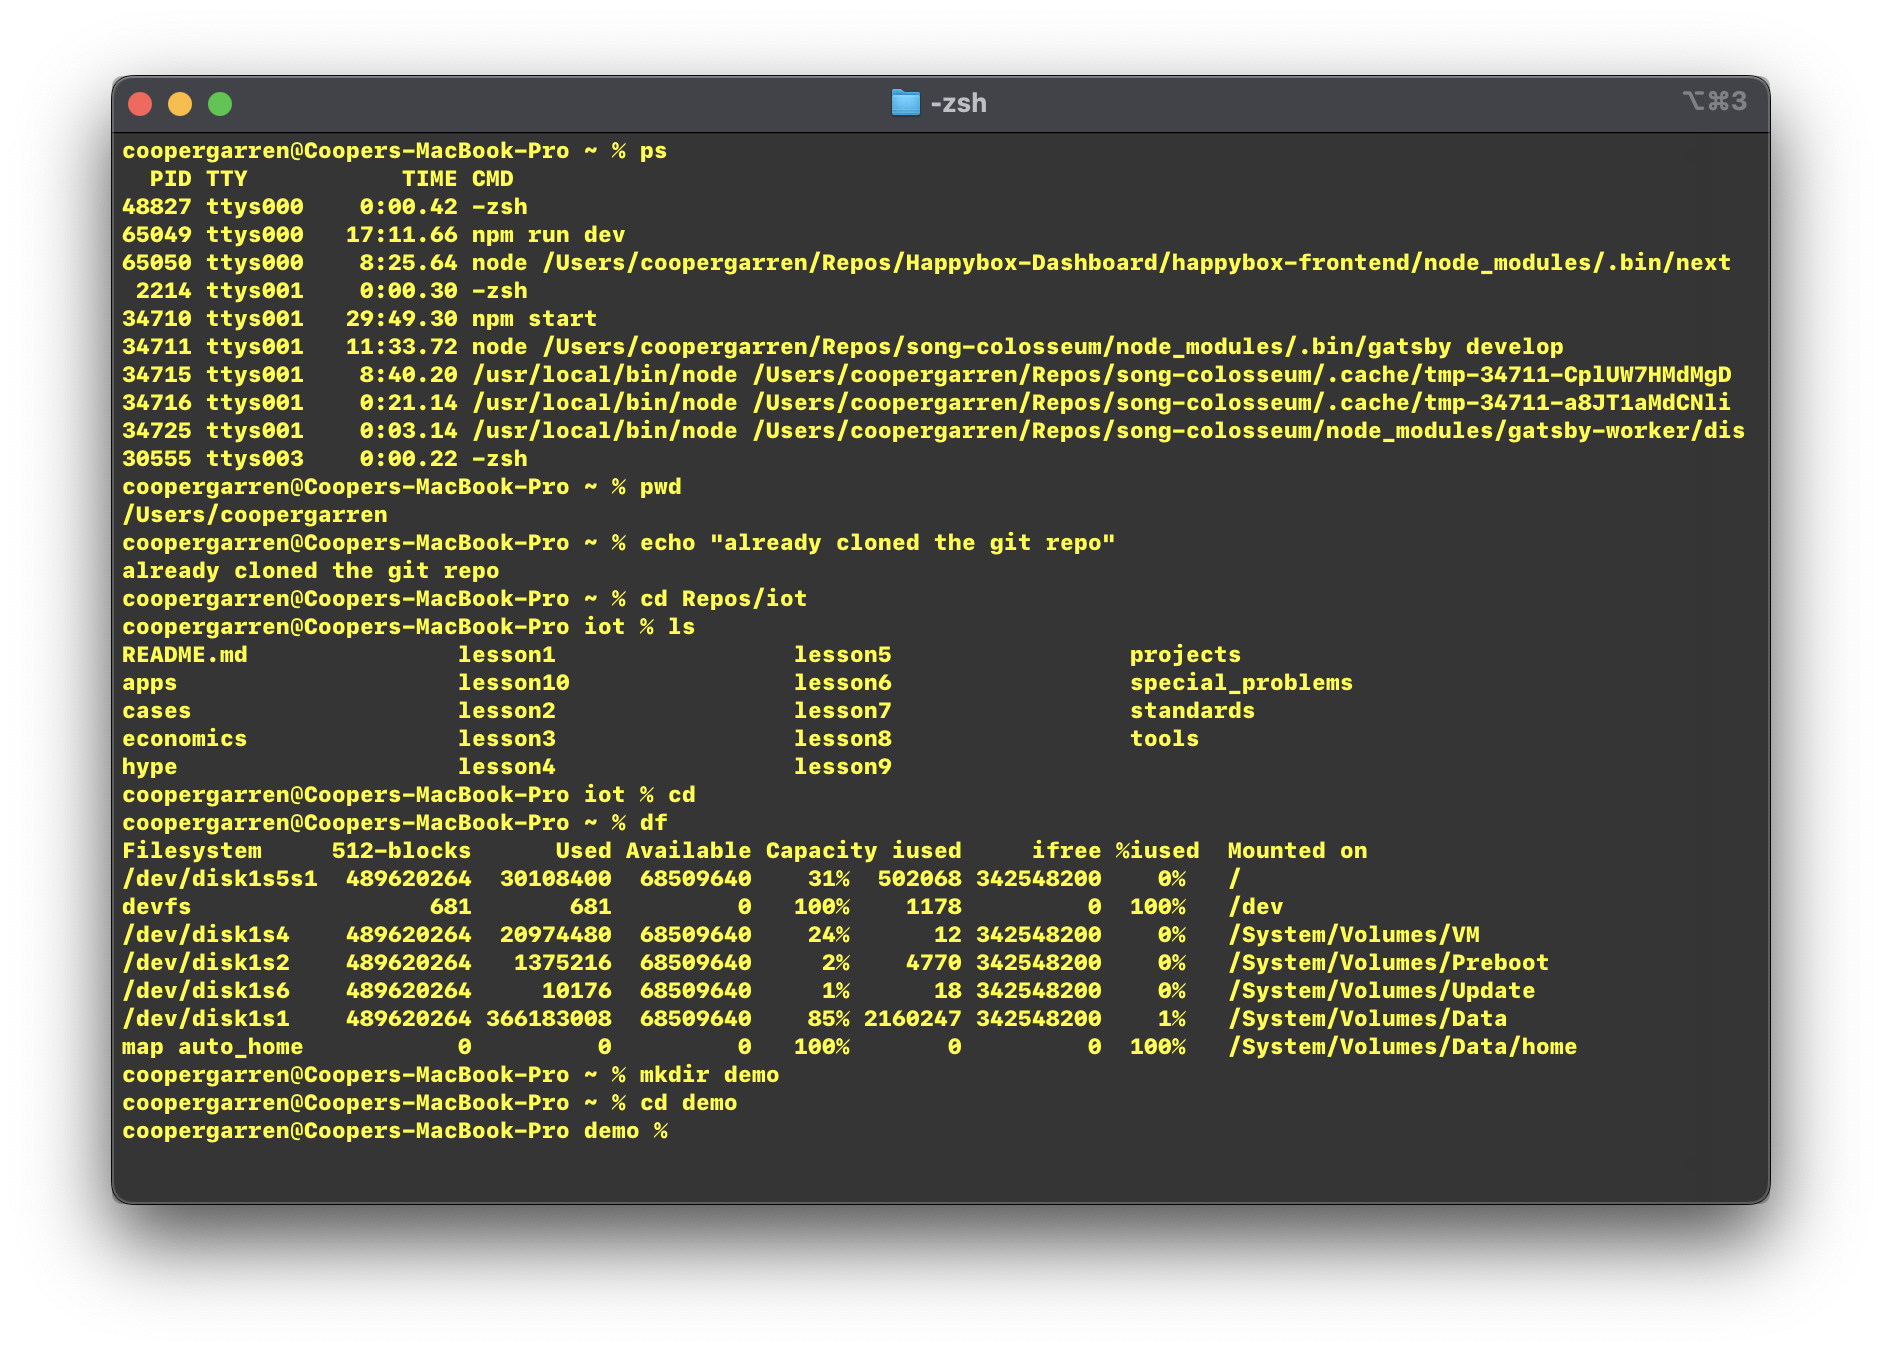 -zsh
⌥⌘3
coopergarren@Coopers-MacBook-Pro ~ % ps
  PID TTY           TIME CMD
48827 ttys000    0:00.42 -zsh
65049 ttys000   17:11.66 npm run dev
65050 ttys000    8:25.64 node /Users/coopergarren/Repos/Happybox-Dashboard/happybox-frontend/node_modules/.bin/next
 2214 ttys001    0:00.30 -zsh
34710 ttys001   29:49.30 npm start
34711 ttys001   11:33.72 node /Users/coopergarren/Repos/song-colosseum/node_modules/.bin/gatsby develop
34715 ttys001    8:40.20 /usr/local/bin/node /Users/coopergarren/Repos/song-colosseum/.cache/tmp-34711-CplUW7HMdMgD
34716 ttys001    0:21.14 /usr/local/bin/node /Users/coopergarren/Repos/song-colosseum/.cache/tmp-34711-a8JT1aMdCNli
34725 ttys001    0:03.14 /usr/local/bin/node /Users/coopergarren/Repos/song-colosseum/node_modules/gatsby-worker/dis
30555 ttys003    0:00.22 -zsh
coopergarren@Coopers-MacBook-Pro ~ % pwd
/Users/coopergarren
coopergarren@Coopers-MacBook-Pro ~ % echo "already cloned the git repo"
already cloned the git repo
coopergarren@Coopers-MacBook-Pro ~ % cd Repos/iot
coopergarren@Coopers-MacBook-Pro iot % ls
README.md               lesson1                 lesson5                 projects
apps                    lesson10                lesson6                 special_problems
cases                   lesson2                 lesson7                 standards
economics               lesson3                 lesson8                 tools
hype                    lesson4                 lesson9
coopergarren@Coopers-MacBook-Pro iot % cd
coopergarren@Coopers-MacBook-Pro ~ % df
Filesystem     512-blocks      Used Available Capacity iused     ifree %iused  Mounted on
/dev/disk1s5s1  489620264  30108400  68509640    31%  502068 342548200    0%   /
devfs                 681       681         0   100%    1178         0  100%   /dev
/dev/disk1s4    489620264  20974480  68509640    24%      12 342548200    0%   /System/Volumes/VM
/dev/disk1s2    489620264   1375216  68509640     2%    4770 342548200    0%   /System/Volumes/Preboot
/dev/disk1s6    489620264     10176  68509640     1%      18 342548200    0%   /System/Volumes/Update
/dev/disk1s1    489620264 366183008  68509640    85% 2160247 342548200    1%   /System/Volumes/Data
map auto_home           0         0         0   100%       0         0  100%   /System/Volumes/Data/home
coopergarren@Coopers-MacBook-Pro ~ % mkdir demo
coopergarren@Coopers-MacBook-Pro ~ % cd demo
coopergarren@Coopers-MacBook-Pro demo %